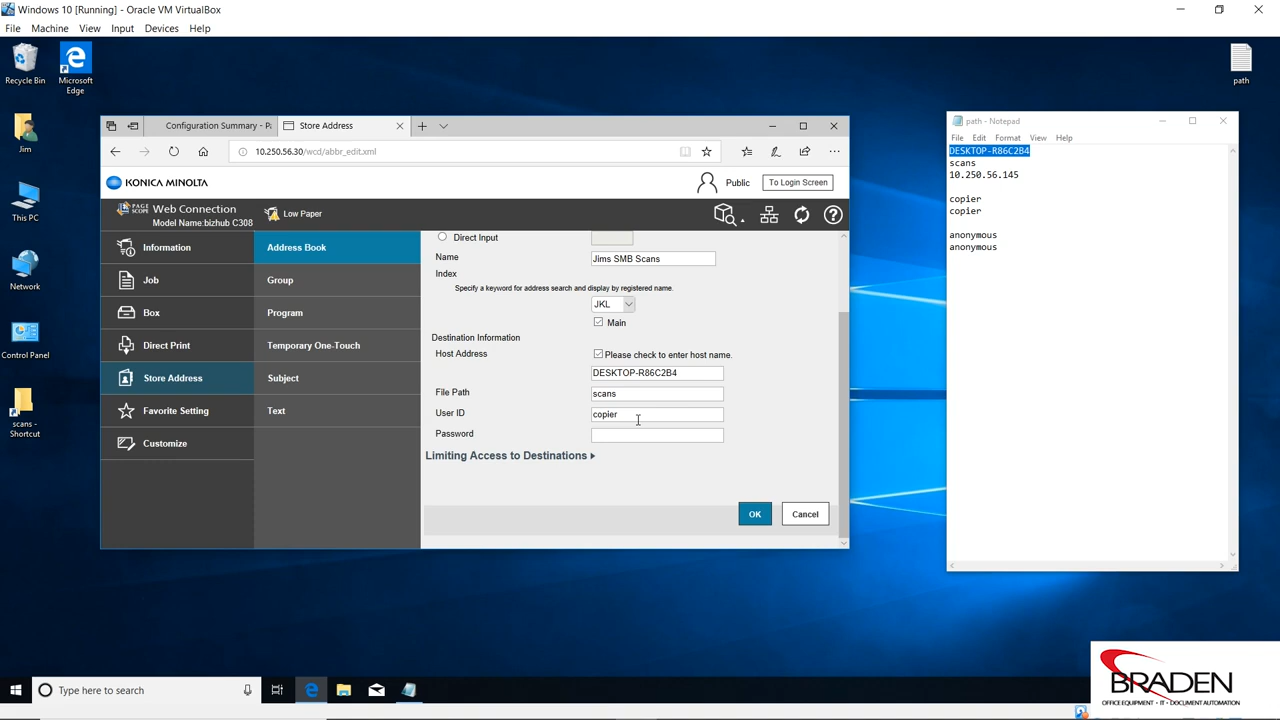 Windows 10 [Running] - Oracle VM VirtualBox
File Machine View Input Devices Help
Recycle Bin
Microsoft
Edge
Jim
This PC
Network
Control Panel
scans -
Shortcut
path
Configuration Summary - Pa
Store Address
10.250.56.30/wcd/abbr_edit.xml
KONICA MINOLTA
Public
To Login Screen
PAGE
SCOPE
Web Connection
Model Name:bizhub C308
Low Paper
Information
Job
Box
Direct Print
Store Address
Favorite Setting
Customize
Address Book
Group
Program
Temporary One-Touch
Subject
Text
Direct Input
Name
Jims SMB Scans
Index
Specify a keyword for address search and display by registered name.
JKL
Main
Destination Information
Host Address
Please check to enter host name.
DESKTOP-R86C2B4
File Path
scans
User ID
copier
Password
Limiting Access to Destinations
OK
Cancel
path - Notepad
File Edit Format View Help
DESKTOP-R86C2B4
scans
10.250.56.145
copier
copier
anonymous
anonymous
Type here to search
BRADEN
OFFICE EQUIPMENT • IT • DOCUMENT AUTOMATION